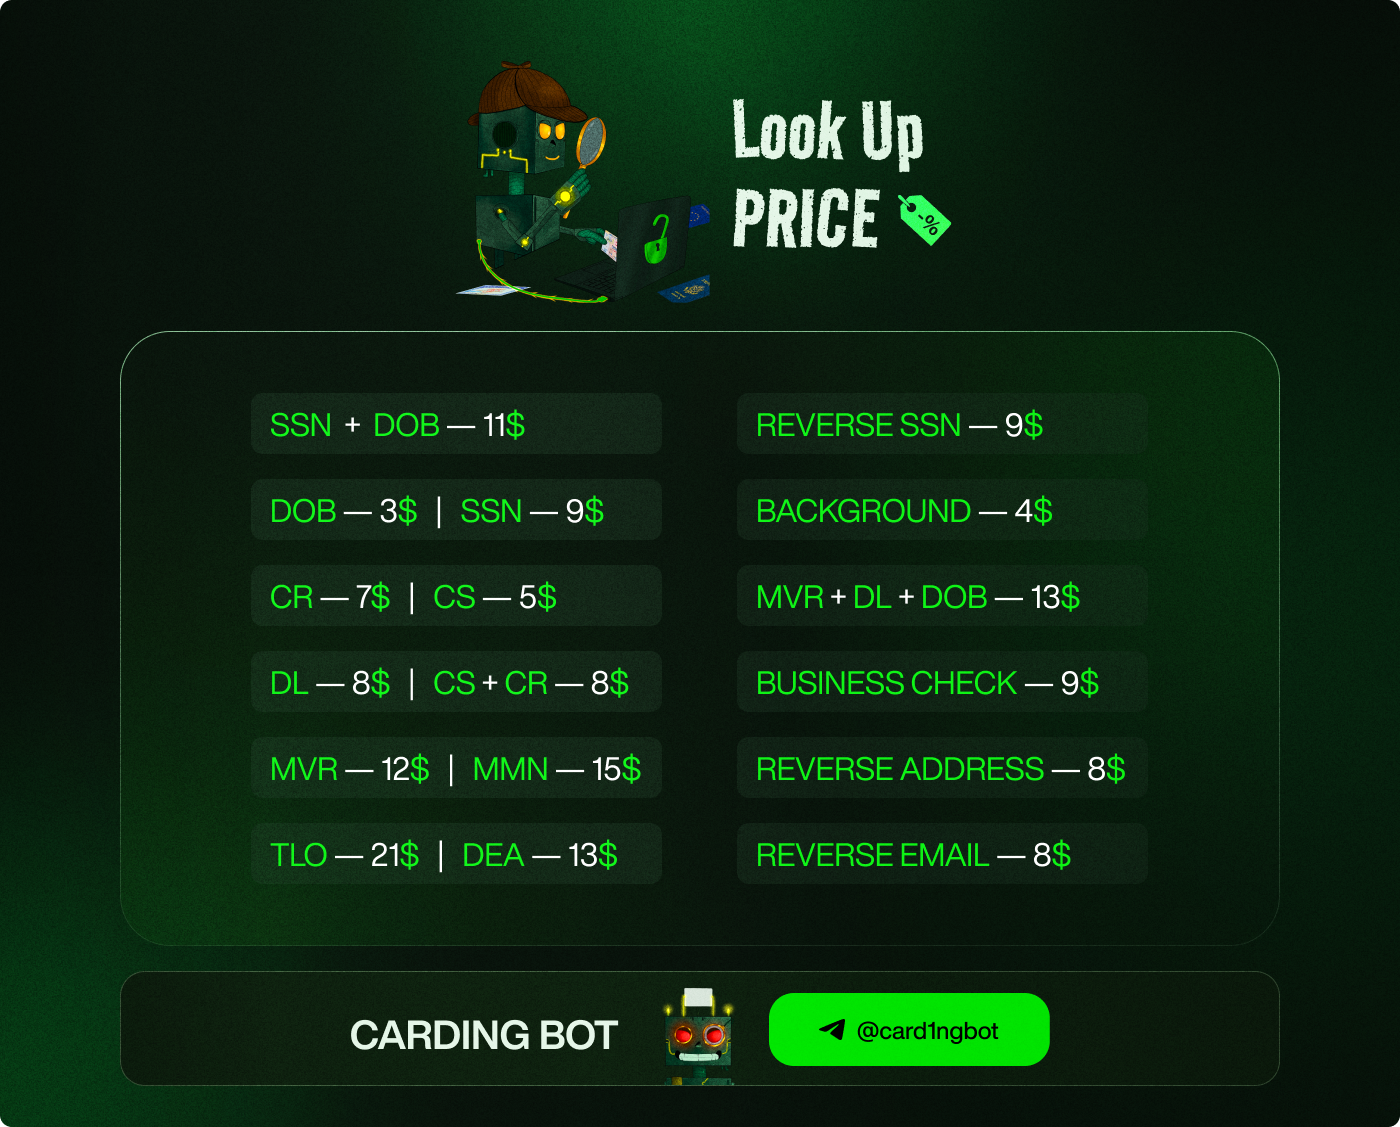 Look Up
PRICE
-%
SSN + DOB — 11$
DOB — 3$ | SSN — 9$
CR — 7$ | CS — 5$
DL — 8$ | CS + CR — 8$
MVR — 12$ | MMN — 15$
TLO — 21$ | DEA — 13$
REVERSE SSN — 9$
BACKGROUND — 4$
MVR + DL + DOB — 13$
BUSINESS CHECK — 9$
REVERSE ADDRESS — 8$
REVERSE EMAIL — 8$
CARDING BOT
@card1ngbot